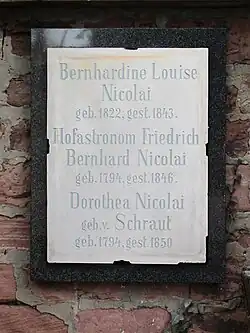 Bernhardine Louise
Nicolai
geb. 1822, gest. 1843.
Hofastronom Friedrich
Bernhard Nicolai
geb. 1794, gest. 1846.
Dorothea Nicolai
geb. v. Schraut
geb. 1794, gest. 1850